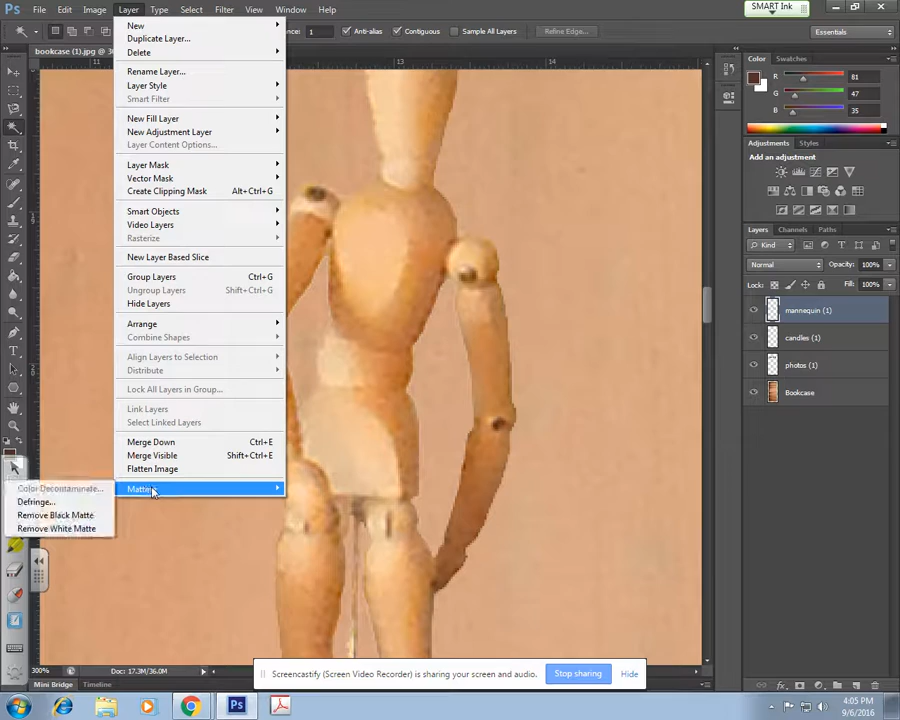 SMART Ink
Ps File Edit Image Layer Type Select Filter View Window Help
1 Anti-alias Contiguous Sample All Layers Refine Edge... Essentials
bookcase (1).jpg @ 30
11 13 14
New
Duplicate Layer...
Delete
Rename Layer...
Layer Style
Smart Filter
New Fill Layer
New Adjustment Layer
Layer Content Options...
Layer Mask
Vector Mask
Create Clipping Mask Alt+Ctrl+G
Smart Objects
Video Layers
Rasterize
New Layer Based Slice
Group Layers Ctrl+G
Ungroup Layers Shift+Ctrl+G
Hide Layers
Arrange
Combine Shapes
Align Layers to Selection
Distribute
Lock All Layers in Group...
Link Layers
Select Linked Layers
Merge Down Ctrl+E
Merge Visible Shift+Ctrl+E
Flatten Image
Matting
Color Decontaminate...
Defringe...
Remove Black Matte
Remove White Matte
Color Swatches
R 81
G 47
B 35
Adjustments Styles
Add an adjustment
Layers Channels Paths
Kind
Normal Opacity: 100%
Lock: Fill: 100%
mannequin (1)
candles (1)
photos (1)
Bookcase
300% Doc: 17.3M/36.0M
Mini Bridge Timeline
Screencastify (Screen Video Recorder) is sharing your screen and audio. Stop sharing Hide
Ps
4:05 PM
9/6/2016